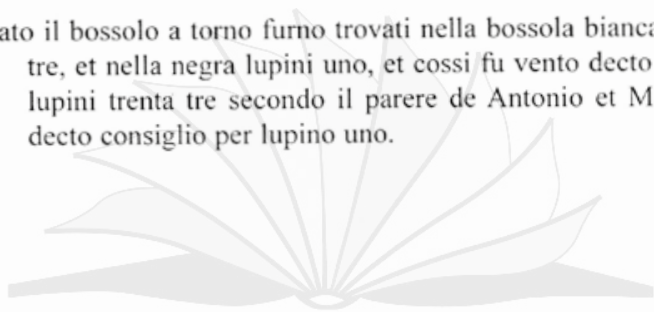 ato il bossolo a torno furno trovati nella bossola bianca
tre, et nella negra lupini uno, et cossi fu vento decto
lupini trenta tre secondo il parere de Antonio et M
decto consiglio per lupino uno.